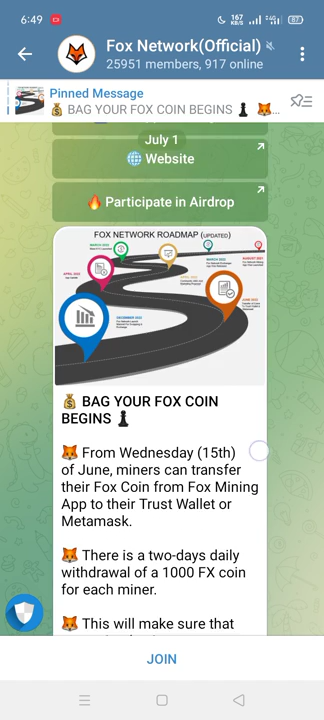 6:49
167
KB/S
87
Fox Network(Official)
25951 members, 917 online
Pinned Message
💰 BAG YOUR FOX COIN BEGINS ♟ 🦊...
July 1
🌐 Website
🔥 Participate in Airdrop
FOX NETWORK ROADMAP (UPDATED)
💰 BAG YOUR FOX COIN
BEGINS ♟
🦊 From Wednesday (15th)
of June, miners can transfer
their Fox Coin from Fox Mining
App to their Trust Wallet or
Metamask.
🦊 There is a two-days daily
withdrawal of a 1000 FX coin
for each miner.
🦊 This will make sure that
JOIN